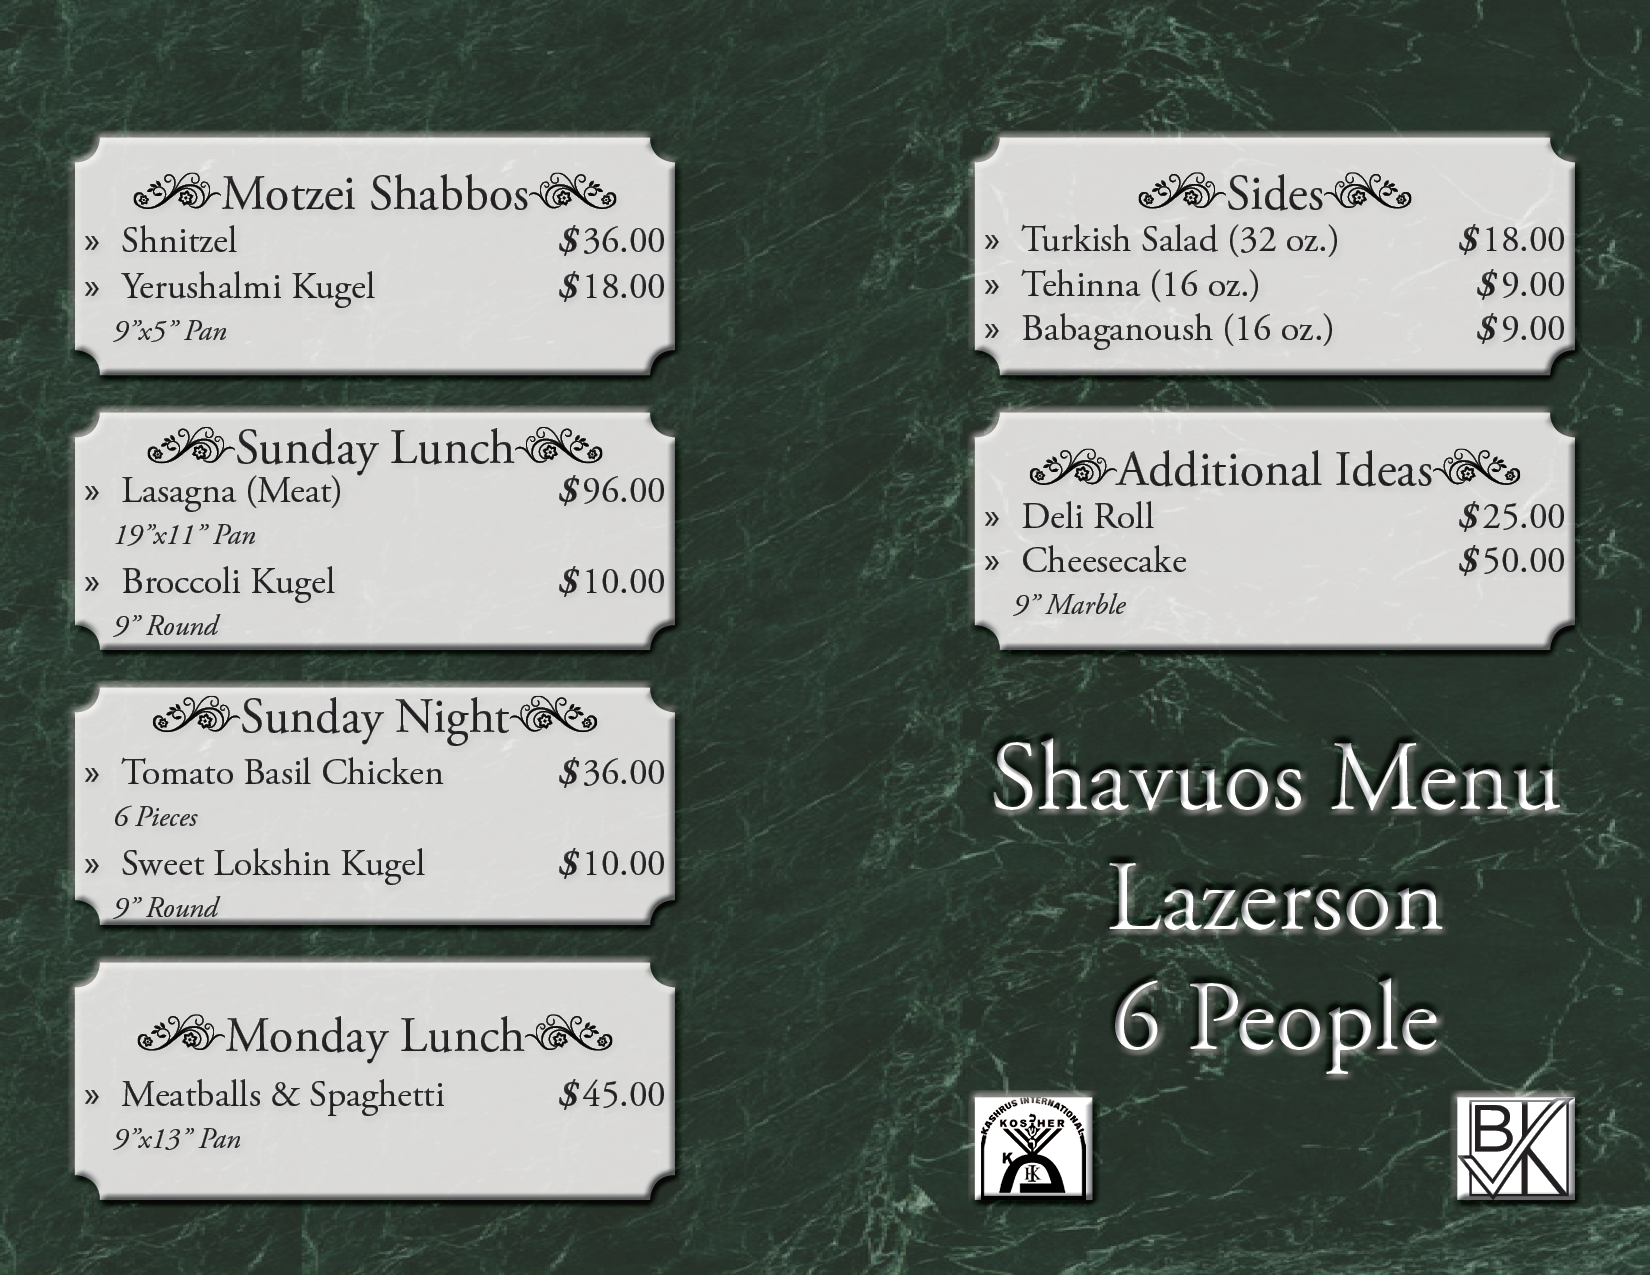 Motzei Shabbos
» Shnitzel $36.00
» Yerushalmi Kugel $18.00
9”x5” Pan
Sunday Lunch
» Lasagna (Meat) $96.00
19”x11” Pan
» Broccoli Kugel $10.00
9” Round
Sunday Night
» Tomato Basil Chicken $36.00
6 Pieces
» Sweet Lokshin Kugel $10.00
9” Round
Monday Lunch
» Meatballs & Spaghetti $45.00
9”x13” Pan
Sides
» Turkish Salad (32 oz.) $18.00
» Tehinna (16 oz.) $9.00
» Babaganoush (16 oz.) $9.00
Additional Ideas
» Deli Roll $25.00
» Cheesecake $50.00
9” Marble
Shavuos Menu
Lazerson
6 People
KASHRUS INTERNATIONAL
KOSHER
K
BVK